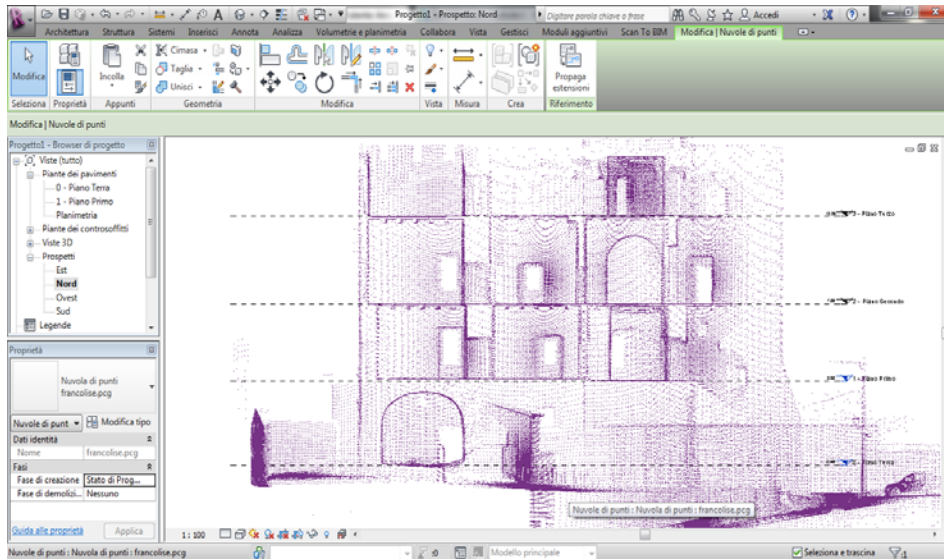 Progetto1 - Prospetto: Nord
Digitare parola chiave o frase
Accedi
Architettura Struttura Sistemi Inserisci Annota Analizza Volumetrie e planimetria Collabora Vista Gestisci Moduli aggiuntivi Scan To BIM Modifica | Nuvole di punti
Modifica
Incolla
Cimasa
Taglia
Unisci
Propaga
estensioni
Seleziona Proprietà Appunti Geometria Modifica Vista Misura Crea Riferimento
Modifica | Nuvole di punti
Progetto1 - Browser di progetto
Viste (tutto)
Piante dei pavimenti
0 - Piano Terra
1 - Piano Primo
Planimetria
Piante dei controsoffitti
Viste 3D
Prospetti
Est
Nord
Ovest
Sud
Legende
Proprietà
Nuvola di punti
francolise.pcg
Nuvole di punt
Modifica tipo
Dati identità
Nome francolise.pcg
Fasi
Fase di creazione Stato di Prog...
Fase di demolizi... Nessuno
Guida alle proprietà Applica
3 - Piano Terzo
2 - Piano Secondo
1 - Piano Primo
Piano Terra
Nuvole di punti : Nuvola di punti : francolise.pcg
1 : 100
Nuvole di punti : Nuvola di punti : francolise.pcg
:0
Modello principale
Seleziona e trascina
:1